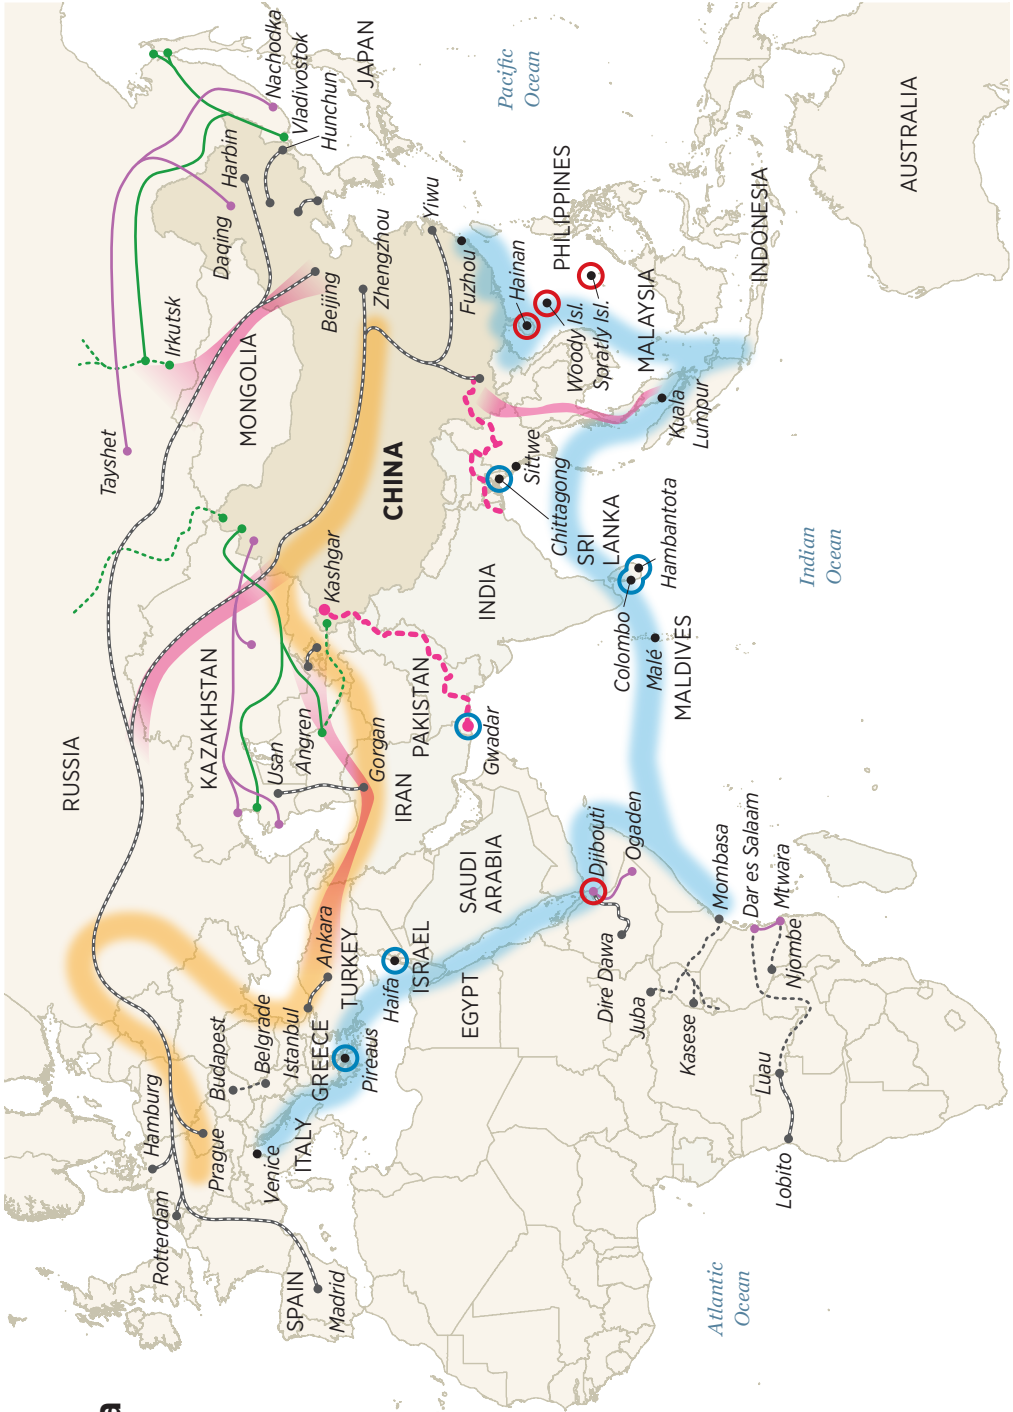 a
Rotterdam
Hamburg
Prague
Budapest
Belgrade
Istanbul
Ankara
Venice
ITALY
GREECE
Pireaus
TURKEY
SPAIN
Madrid
Haifa
ISRAEL
EGYPT
SAUDI
ARABIA
RUSSIA
KAZAKHSTAN
Usan
Angren
Gorgan
IRAN
PAKISTAN
Gwadar
Kashgar
INDIA
Tayshet
Irkutsk
MONGOLIA
CHINA
Daqing
Harbin
Nachodka
Vladivostok
Hunchun
JAPAN
Beijing
Zhengzhou
Yiwu
Fuzhou
Hainan
Woody Isl.
Spratly Isl.
PHILIPPINES
MALAYSIA
Kuala
Lumpur
INDONESIA
AUSTRALIA
Sittwe
Chittagong
SRI
LANKA
Hambantota
Colombo
Malé
MALDIVES
Djibouti
Ogaden
Dire Dawa
Juba
Kasese
Mombasa
Dar es Salaam
Mtwara
Njombe
Luau
Lobito
Pacific
Ocean
Indian
Ocean
Atlantic
Ocean